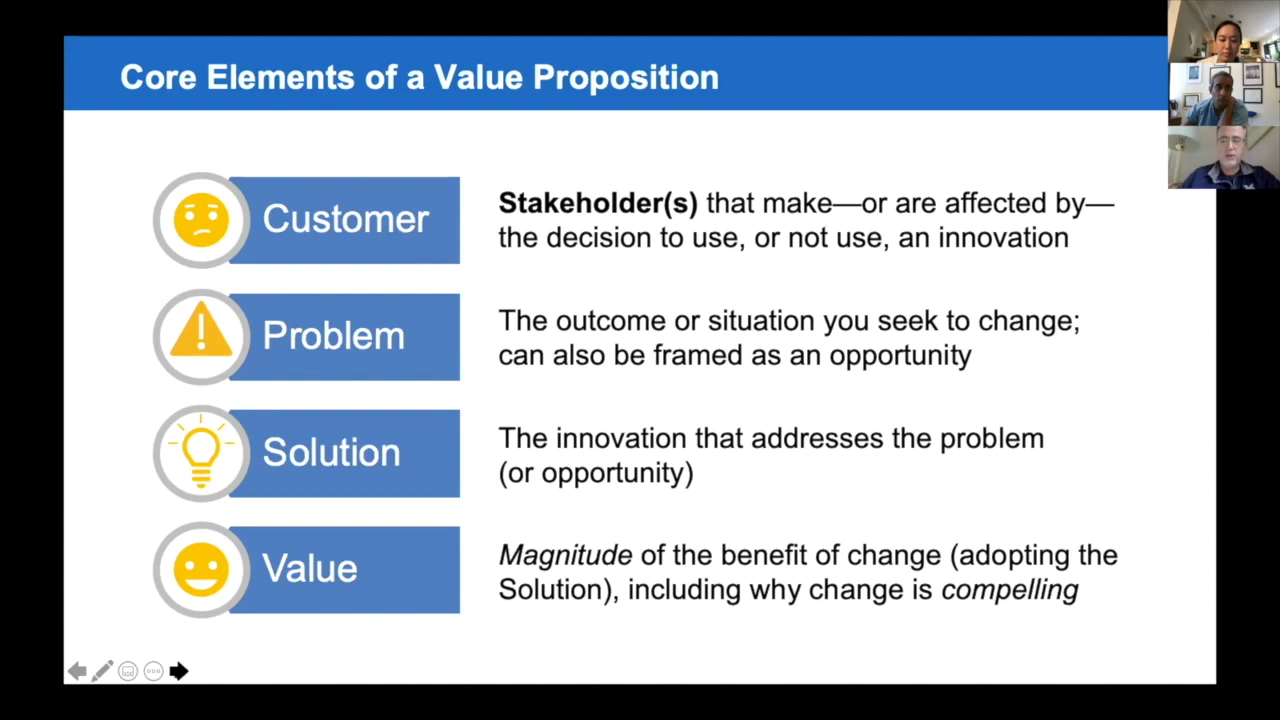 Core Elements of a Value Proposition
Customer
Stakeholder(s) that make—or are affected by—
the decision to use, or not use, an innovation
Problem
The outcome or situation you seek to change;
can also be framed as an opportunity
Solution
The innovation that addresses the problem
(or opportunity)
Value
Magnitude of the benefit of change (adopting the
Solution), including why change is compelling